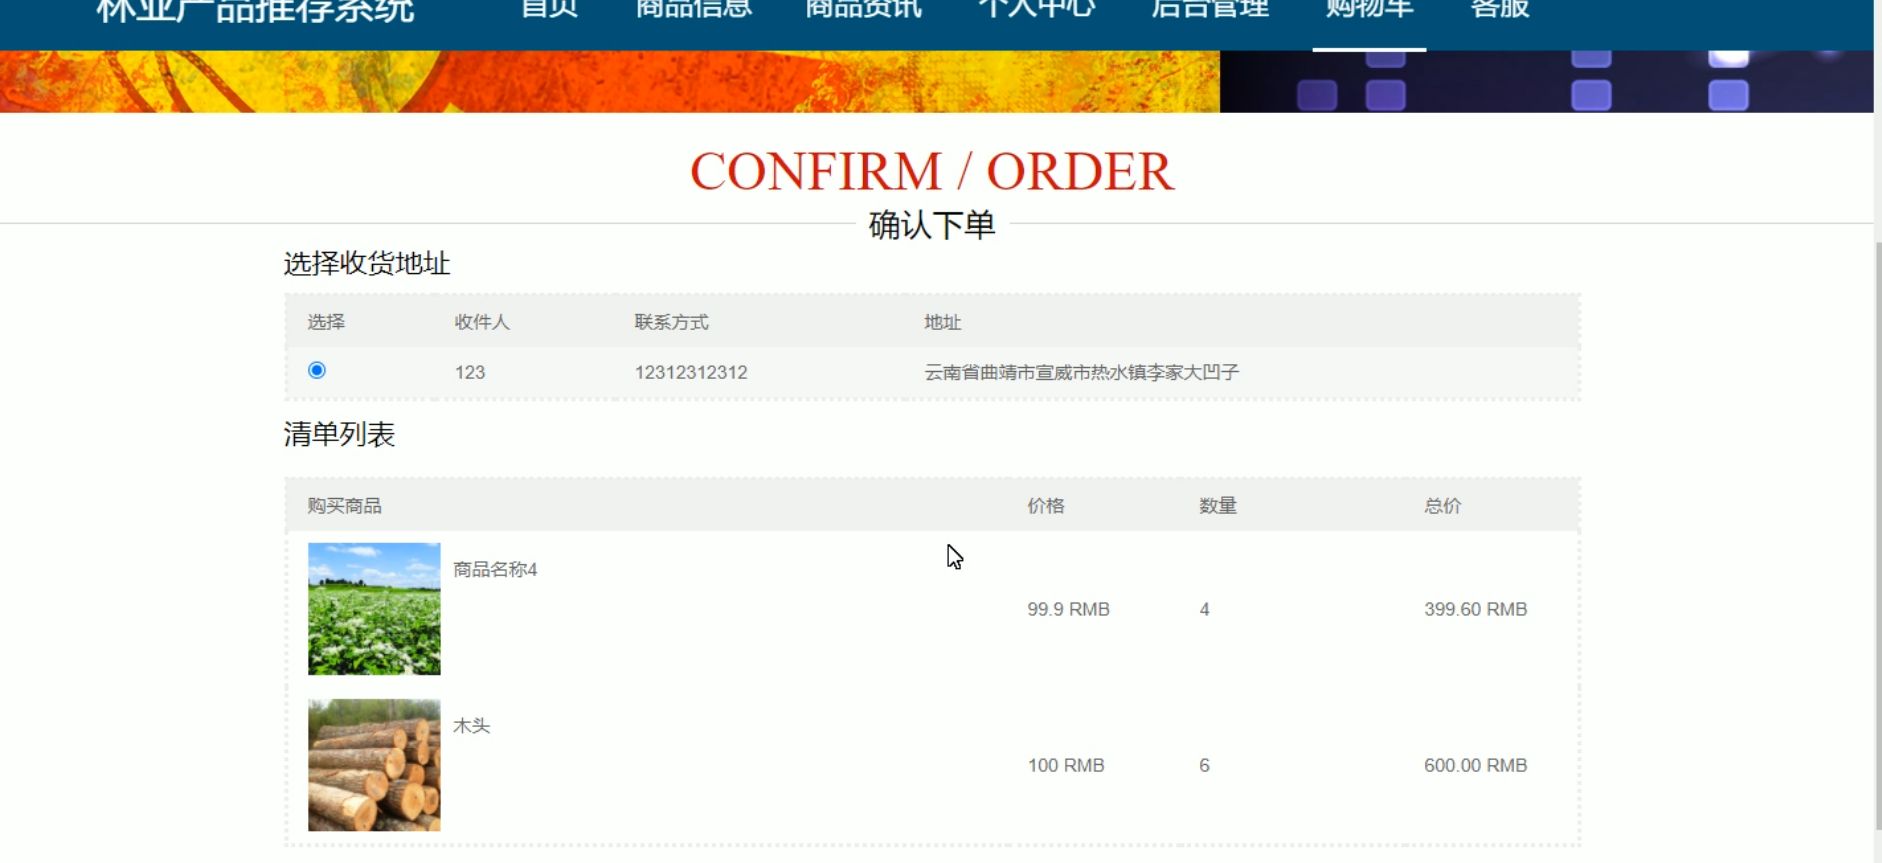 林业产品推荐系统 首页 商品信息 商品资讯 个人中心 后台管理 购物车 客服
CONFIRM / ORDER
确认下单
选择收货地址
选择 收件人 联系方式 地址
123 12312312312 云南省曲靖市宣威市热水镇李家大凹子
清单列表
购买商品 价格 数量 总价
商品名称4
99.9 RMB 4 399.60 RMB
木头
100 RMB 6 600.00 RMB